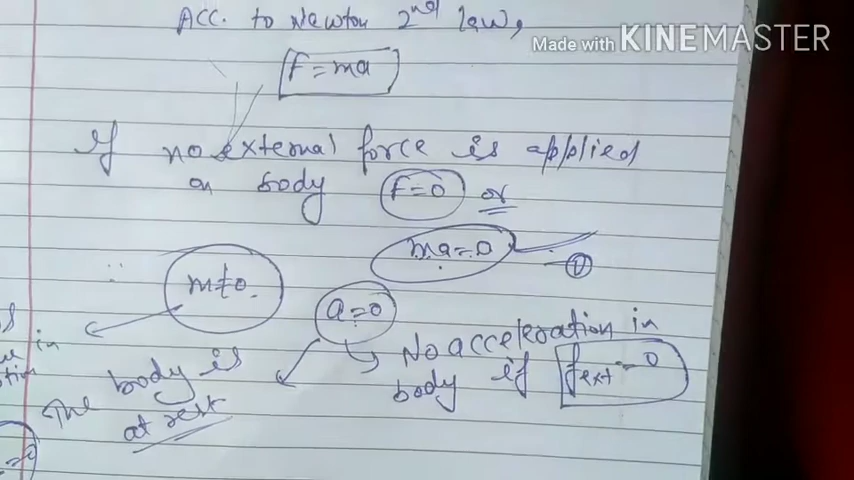 Acc. to Newton 2nd law,
Made with KINEMASTER
F = ma
If no external force is applied
on body F=0 or
ma=0
①
∴ m≠0.
a=0
No acceleration in
body if fext=0
The body is
at rest
in